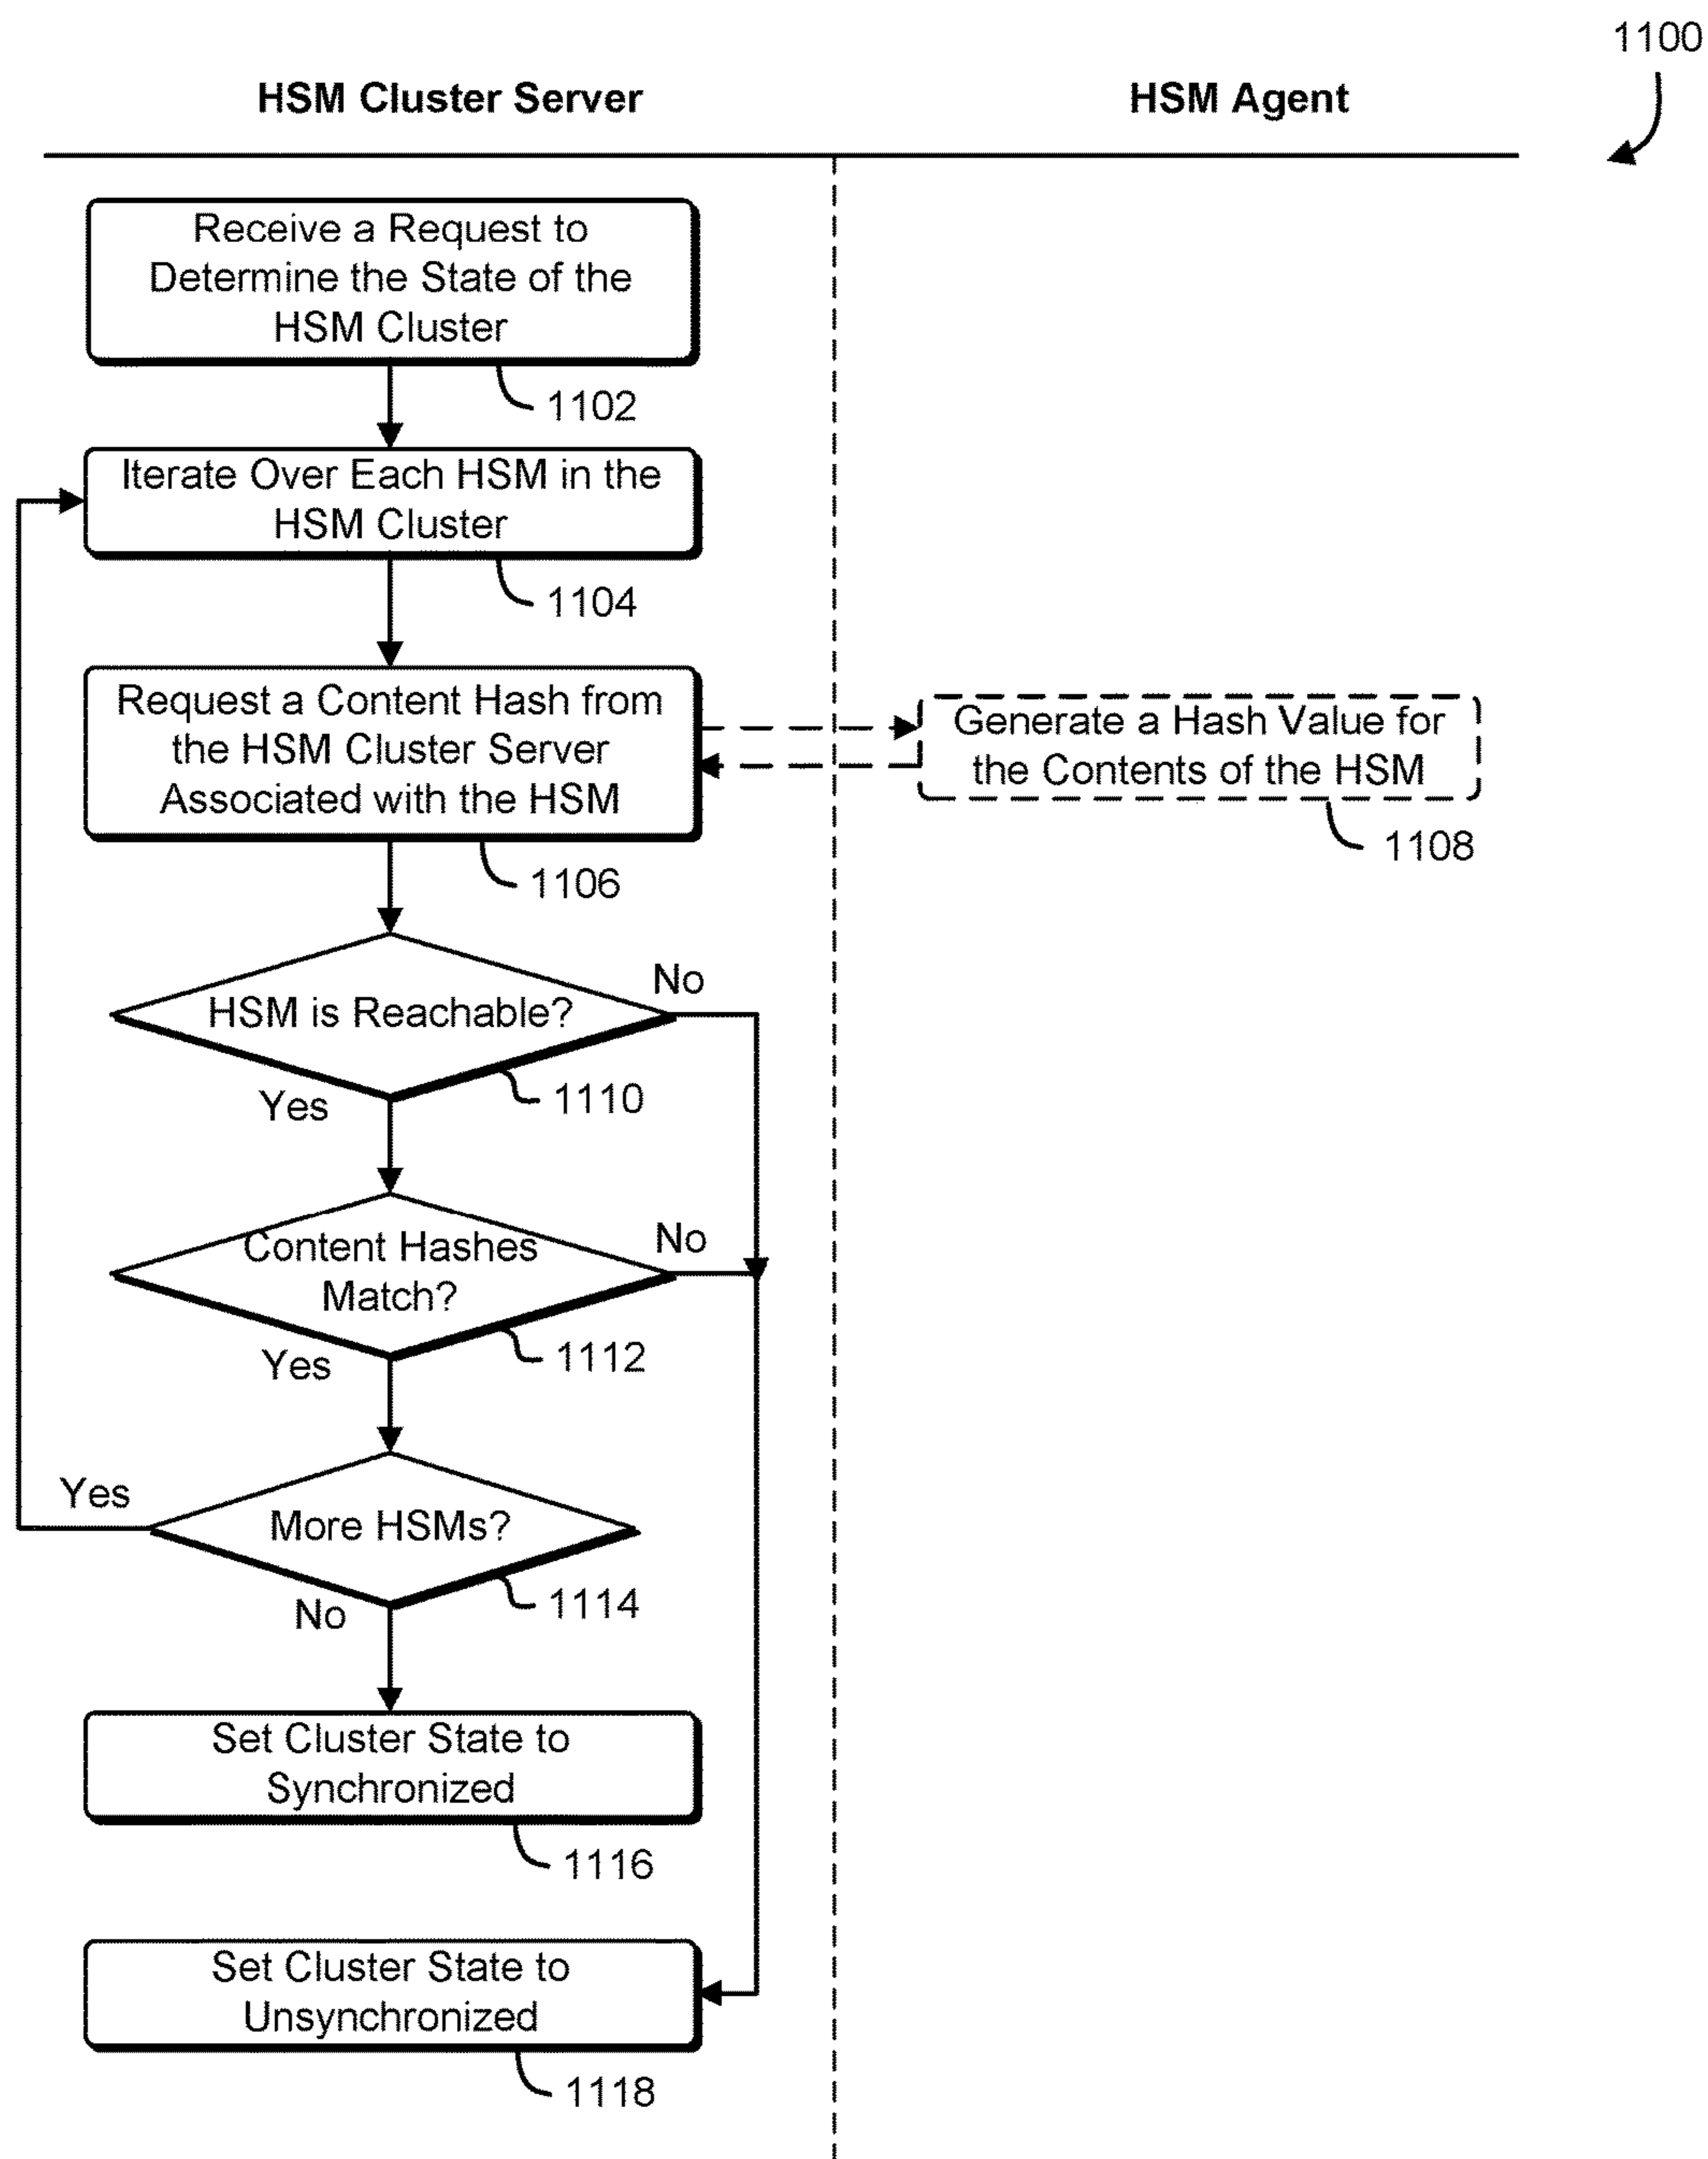 1100
HSM Cluster Server
HSM Agent
Receive a Request to
Determine the State of the
HSM Cluster
1102
Iterate Over Each HSM in the
HSM Cluster
1104
Request a Content Hash from
the HSM Cluster Server
Associated with the HSM
1106
Generate a Hash Value for
the Contents of the HSM
1108
HSM is Reachable?
No
Yes
1110
Content Hashes
Match?
No
Yes
1112
More HSMs?
Yes
No
1114
Set Cluster State to
Synchronized
1116
Set Cluster State to
Unsynchronized
1118